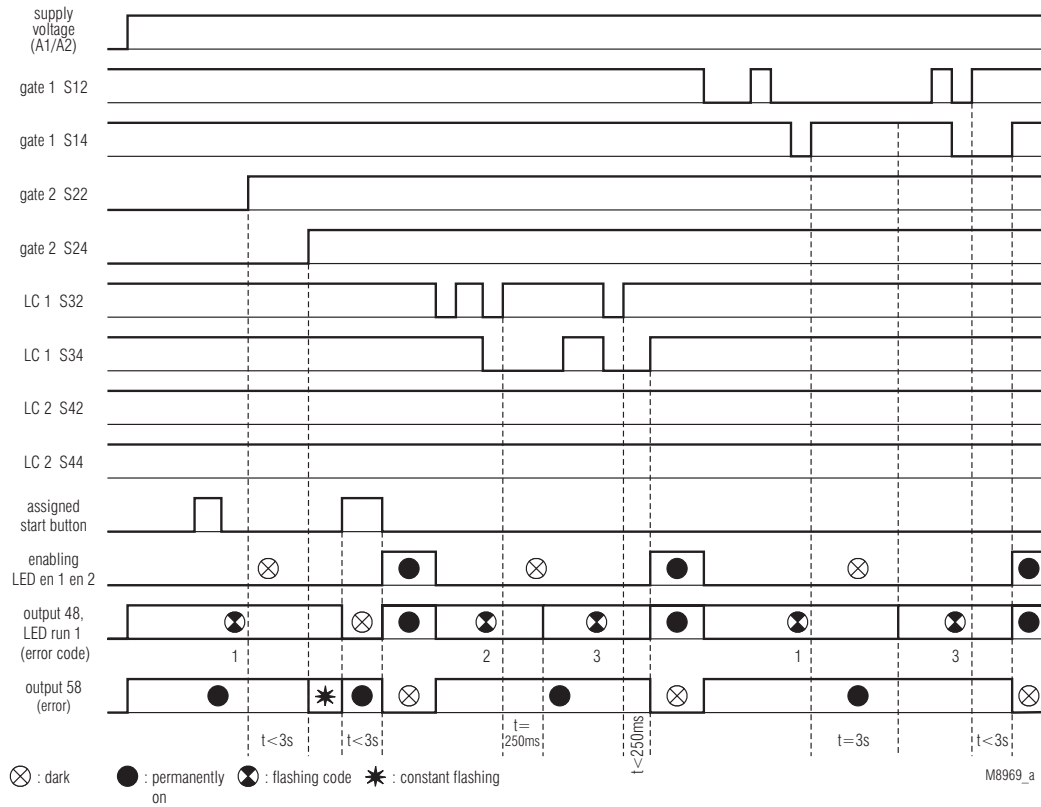 supply
voltage
(A1/A2)
gate 1 S12
gate 1 S14
gate 2 S22
gate 2 S24
LC 1 S32
LC 1 S34
LC 2 S42
LC 2 S44
assigned
start button
enabling
LED en 1 en 2
output 48,
LED run 1
(error code)
1
2
3
1
3
output 58
(error)
t<3s
t<3s
t=
250ms
t<250ms
t=3s
t<3s
: dark
: permanently
on
: flashing code
: constant flashing
M8969_a